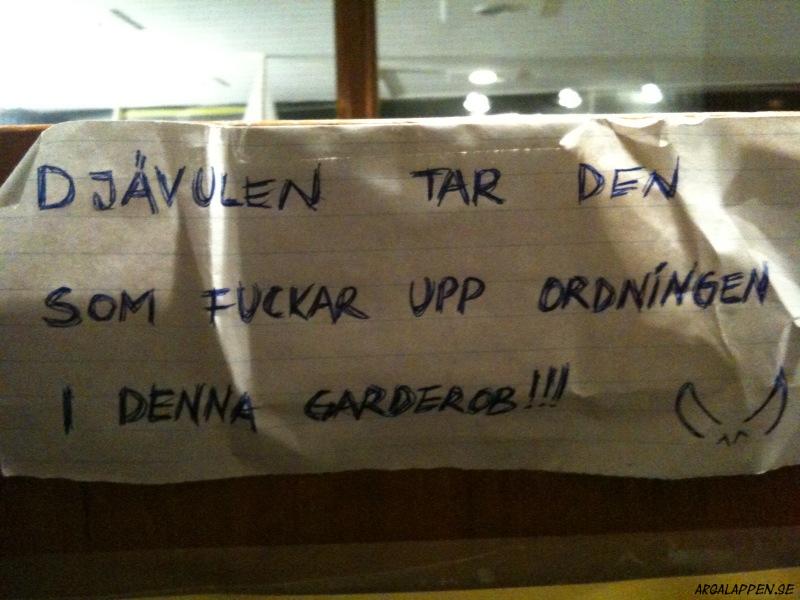 DJÄVULEN TAR DEN
SOM FUCKAR UPP ORDNINGEN
I DENNA GARDEROB!!!
ARGALAPPEN.SE